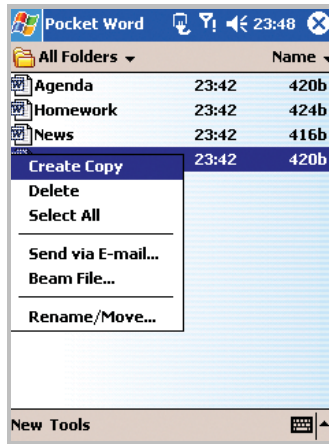 Pocket Word 23:48
All Folders Name
Agenda 23:42 420b
Homework 23:42 424b
News 23:42 416b
23:42 420b
Create Copy
Delete
Select All
Send via E-mail...
Beam File...
Rename/Move...
New Tools